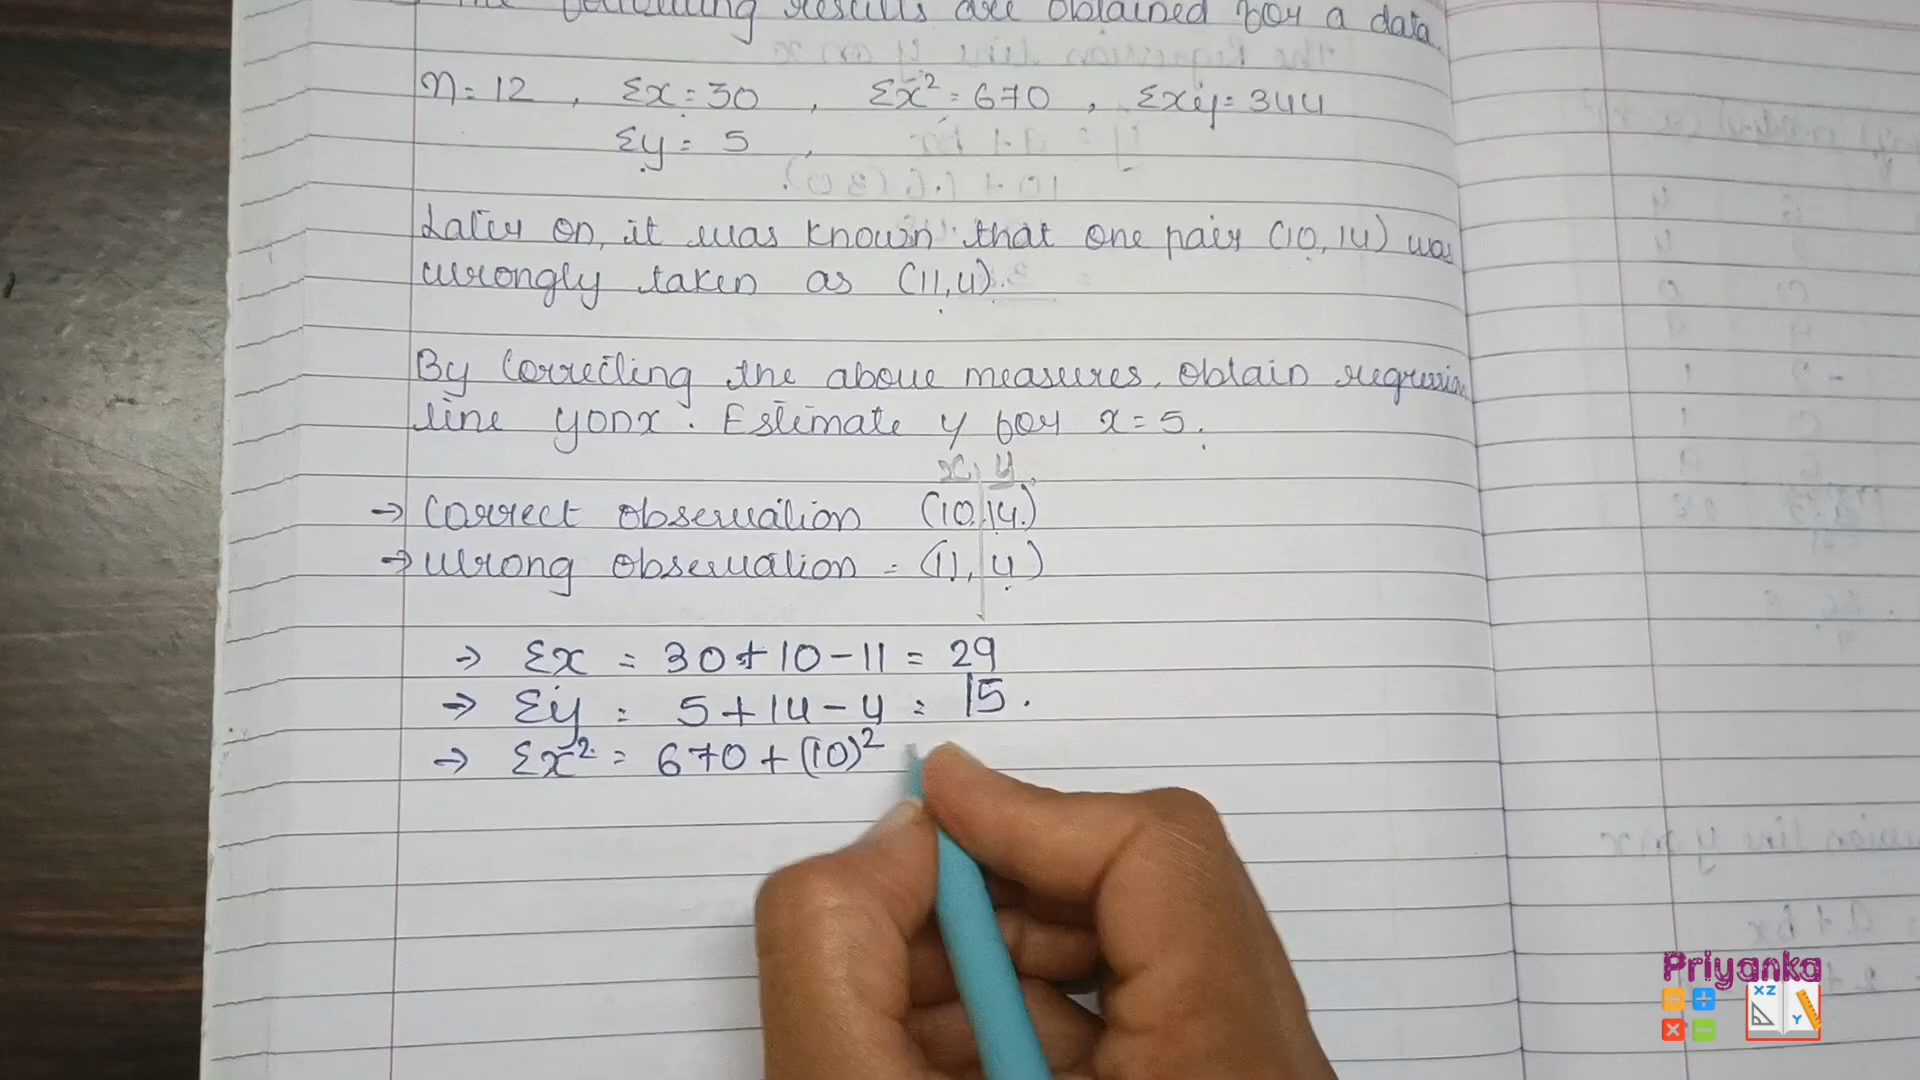 The following results are obtained for a data.
n = 12 , Σx = 30 , Σx² = 670 , Σxy = 344
Σy = 5 ,
Later on, it was known that one pair (10, 14) was
wrongly taken as (11, 4).
By correcting the above measures, obtain regression
line y on x. Estimate y for x = 5.
x, y
→ Correct observation (10, 14)
→ Wrong observation = (11, 4)
→ Σx = 30 + 10 - 11 = 29
→ Σy = 5 + 14 - 4 = 15.
→ Σx² = 670 + (10)²
Priyanka
XZ
Y